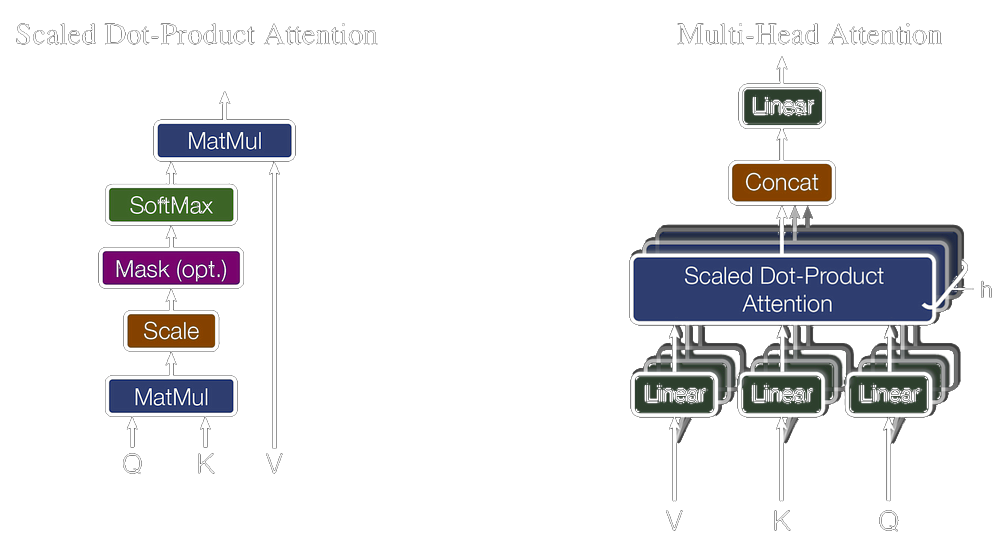 Scaled Dot-Product Attention
MatMul
SoftMax
Mask (opt.)
Scale
MatMul
Q K V
Multi-Head Attention
Linear
Concat
Scaled Dot-Product
Attention
h
Linear Linear Linear
V K Q